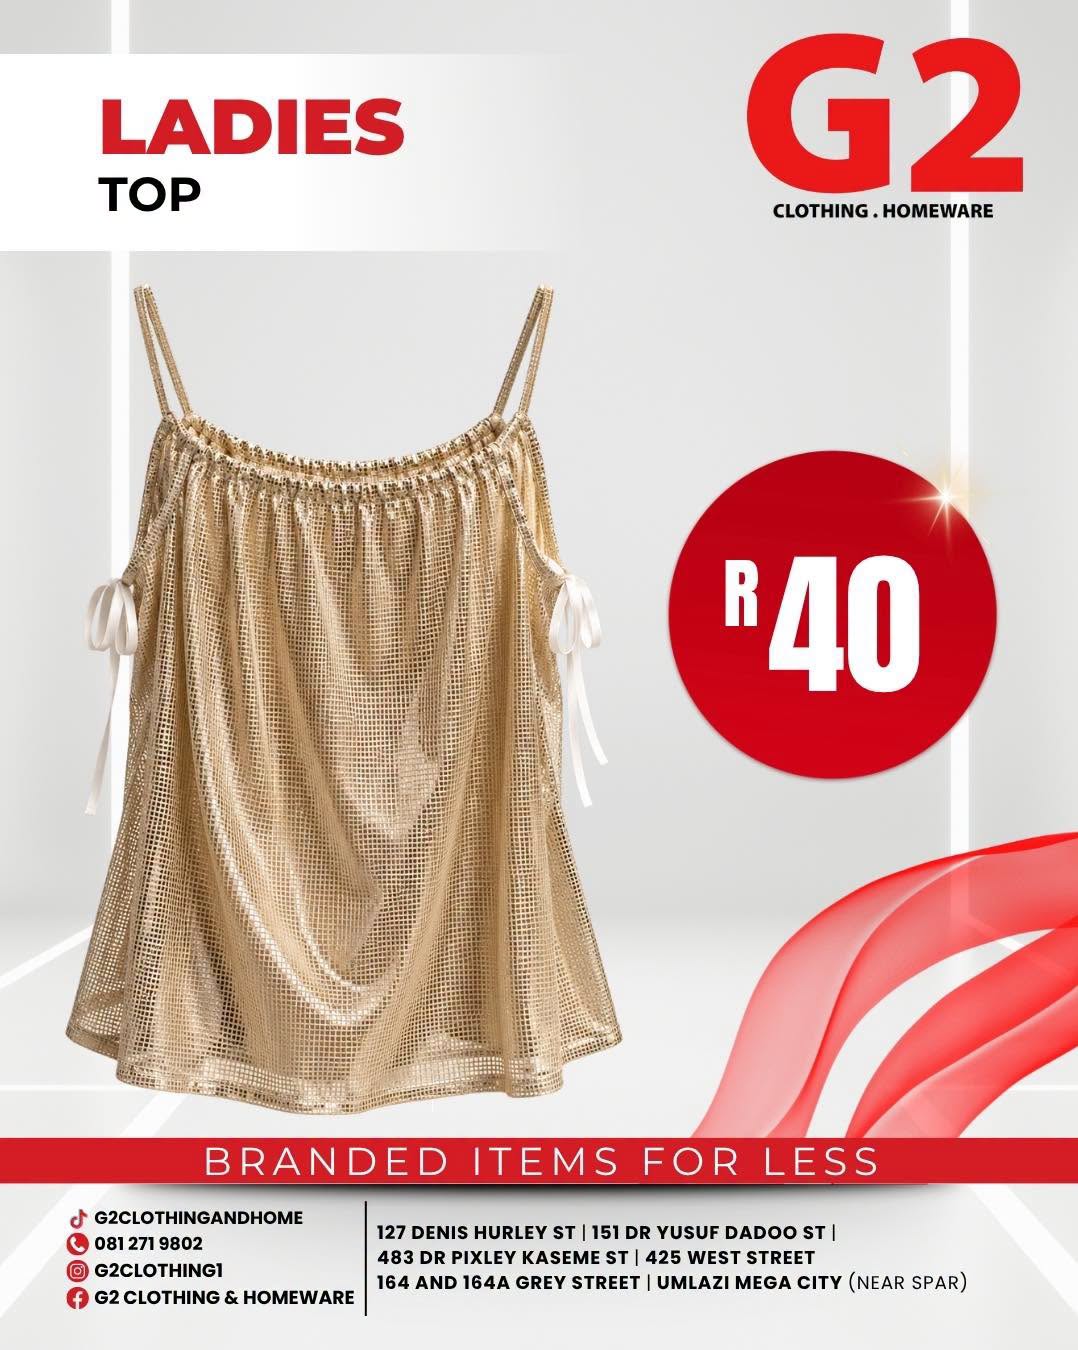 LADIES
TOP
G2
CLOTHING . HOMEWARE
R40
BRANDED ITEMS FOR LESS
G2CLOTHINGANDHOME
081 271 9802
G2CLOTHING1
G2 CLOTHING & HOMEWARE
127 DENIS HURLEY ST | 151 DR YUSUF DADOO ST |
483 DR PIXLEY KASEME ST | 425 WEST STREET
164 AND 164A GREY STREET | UMLAZI MEGA CITY (NEAR SPAR)